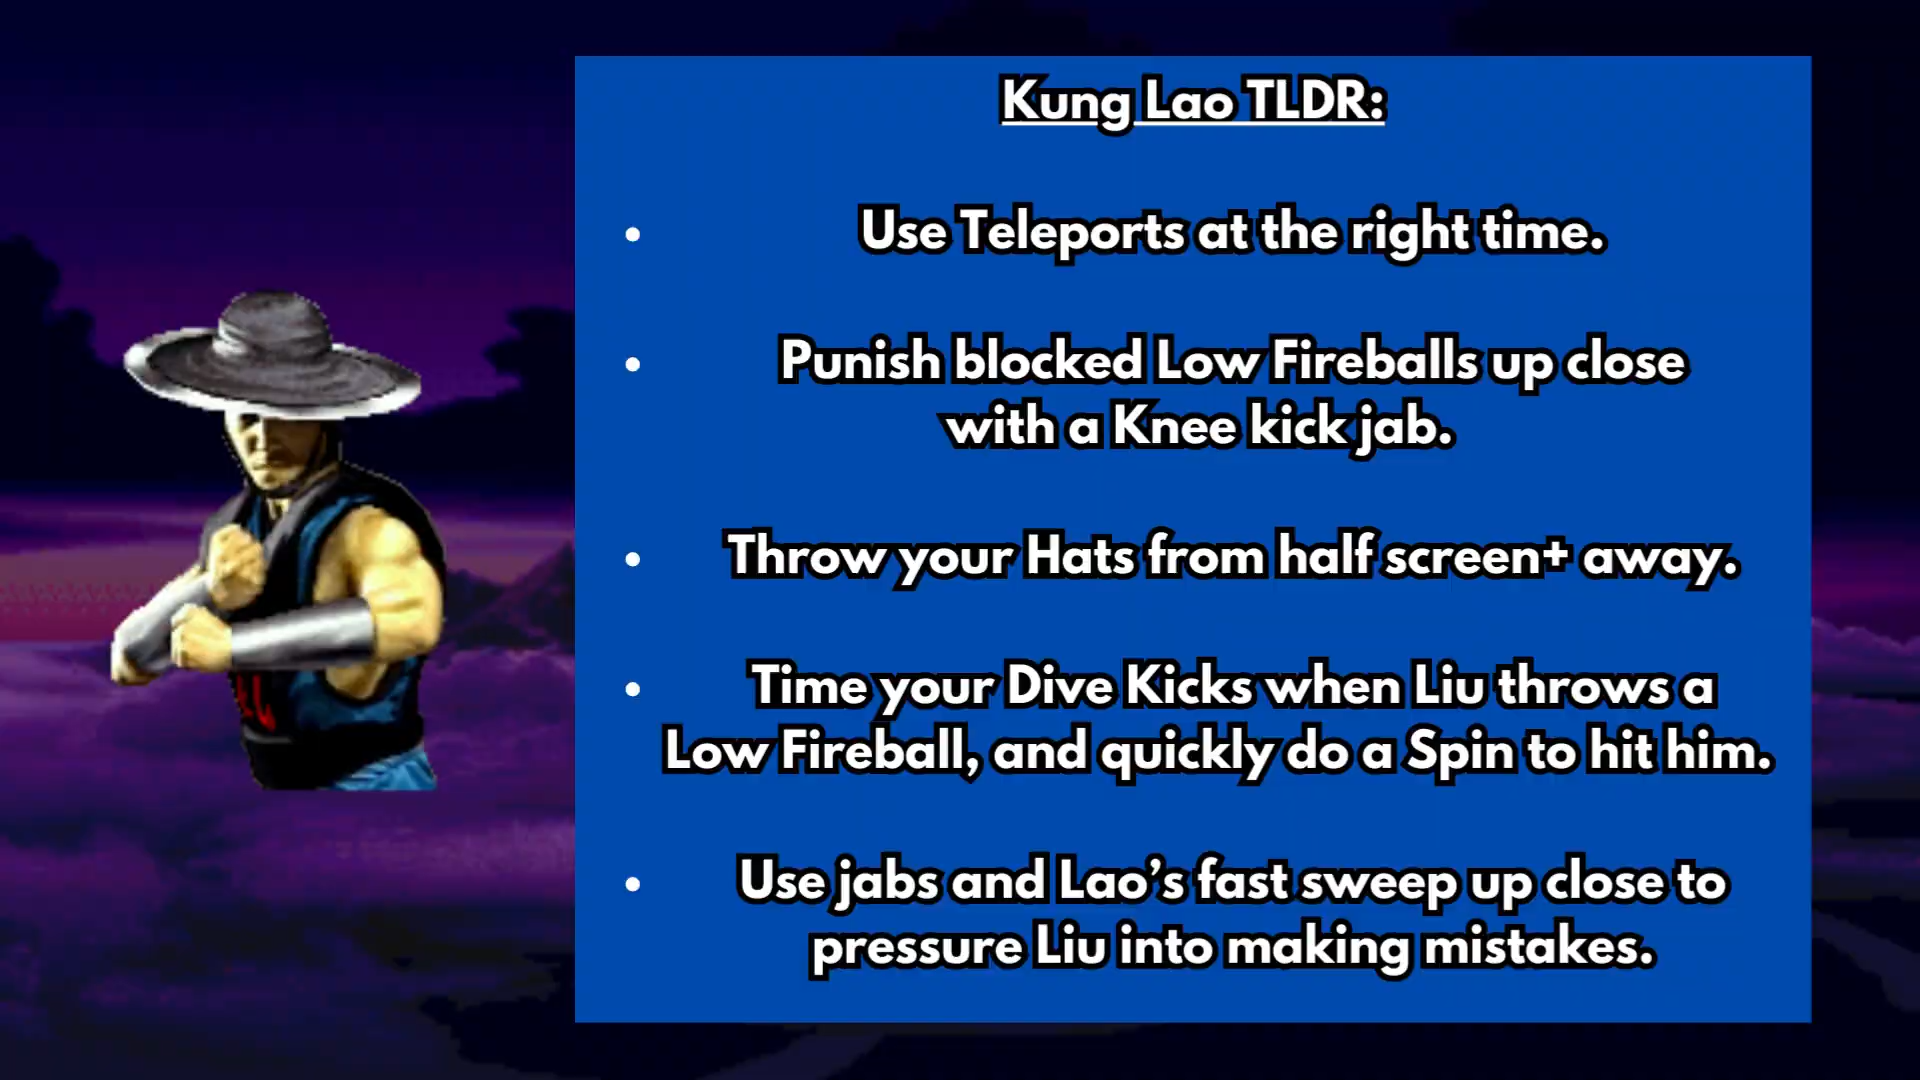 Kung Lao TLDR:
• Use Teleports at the right time.
• Punish blocked Low Fireballs up close
with a Knee kick jab.
• Throw your Hats from half screen+ away.
• Time your Dive Kicks when Liu throws a
Low Fireball, and quickly do a Spin to hit him.
• Use jabs and Lao’s fast sweep up close to
pressure Liu into making mistakes.